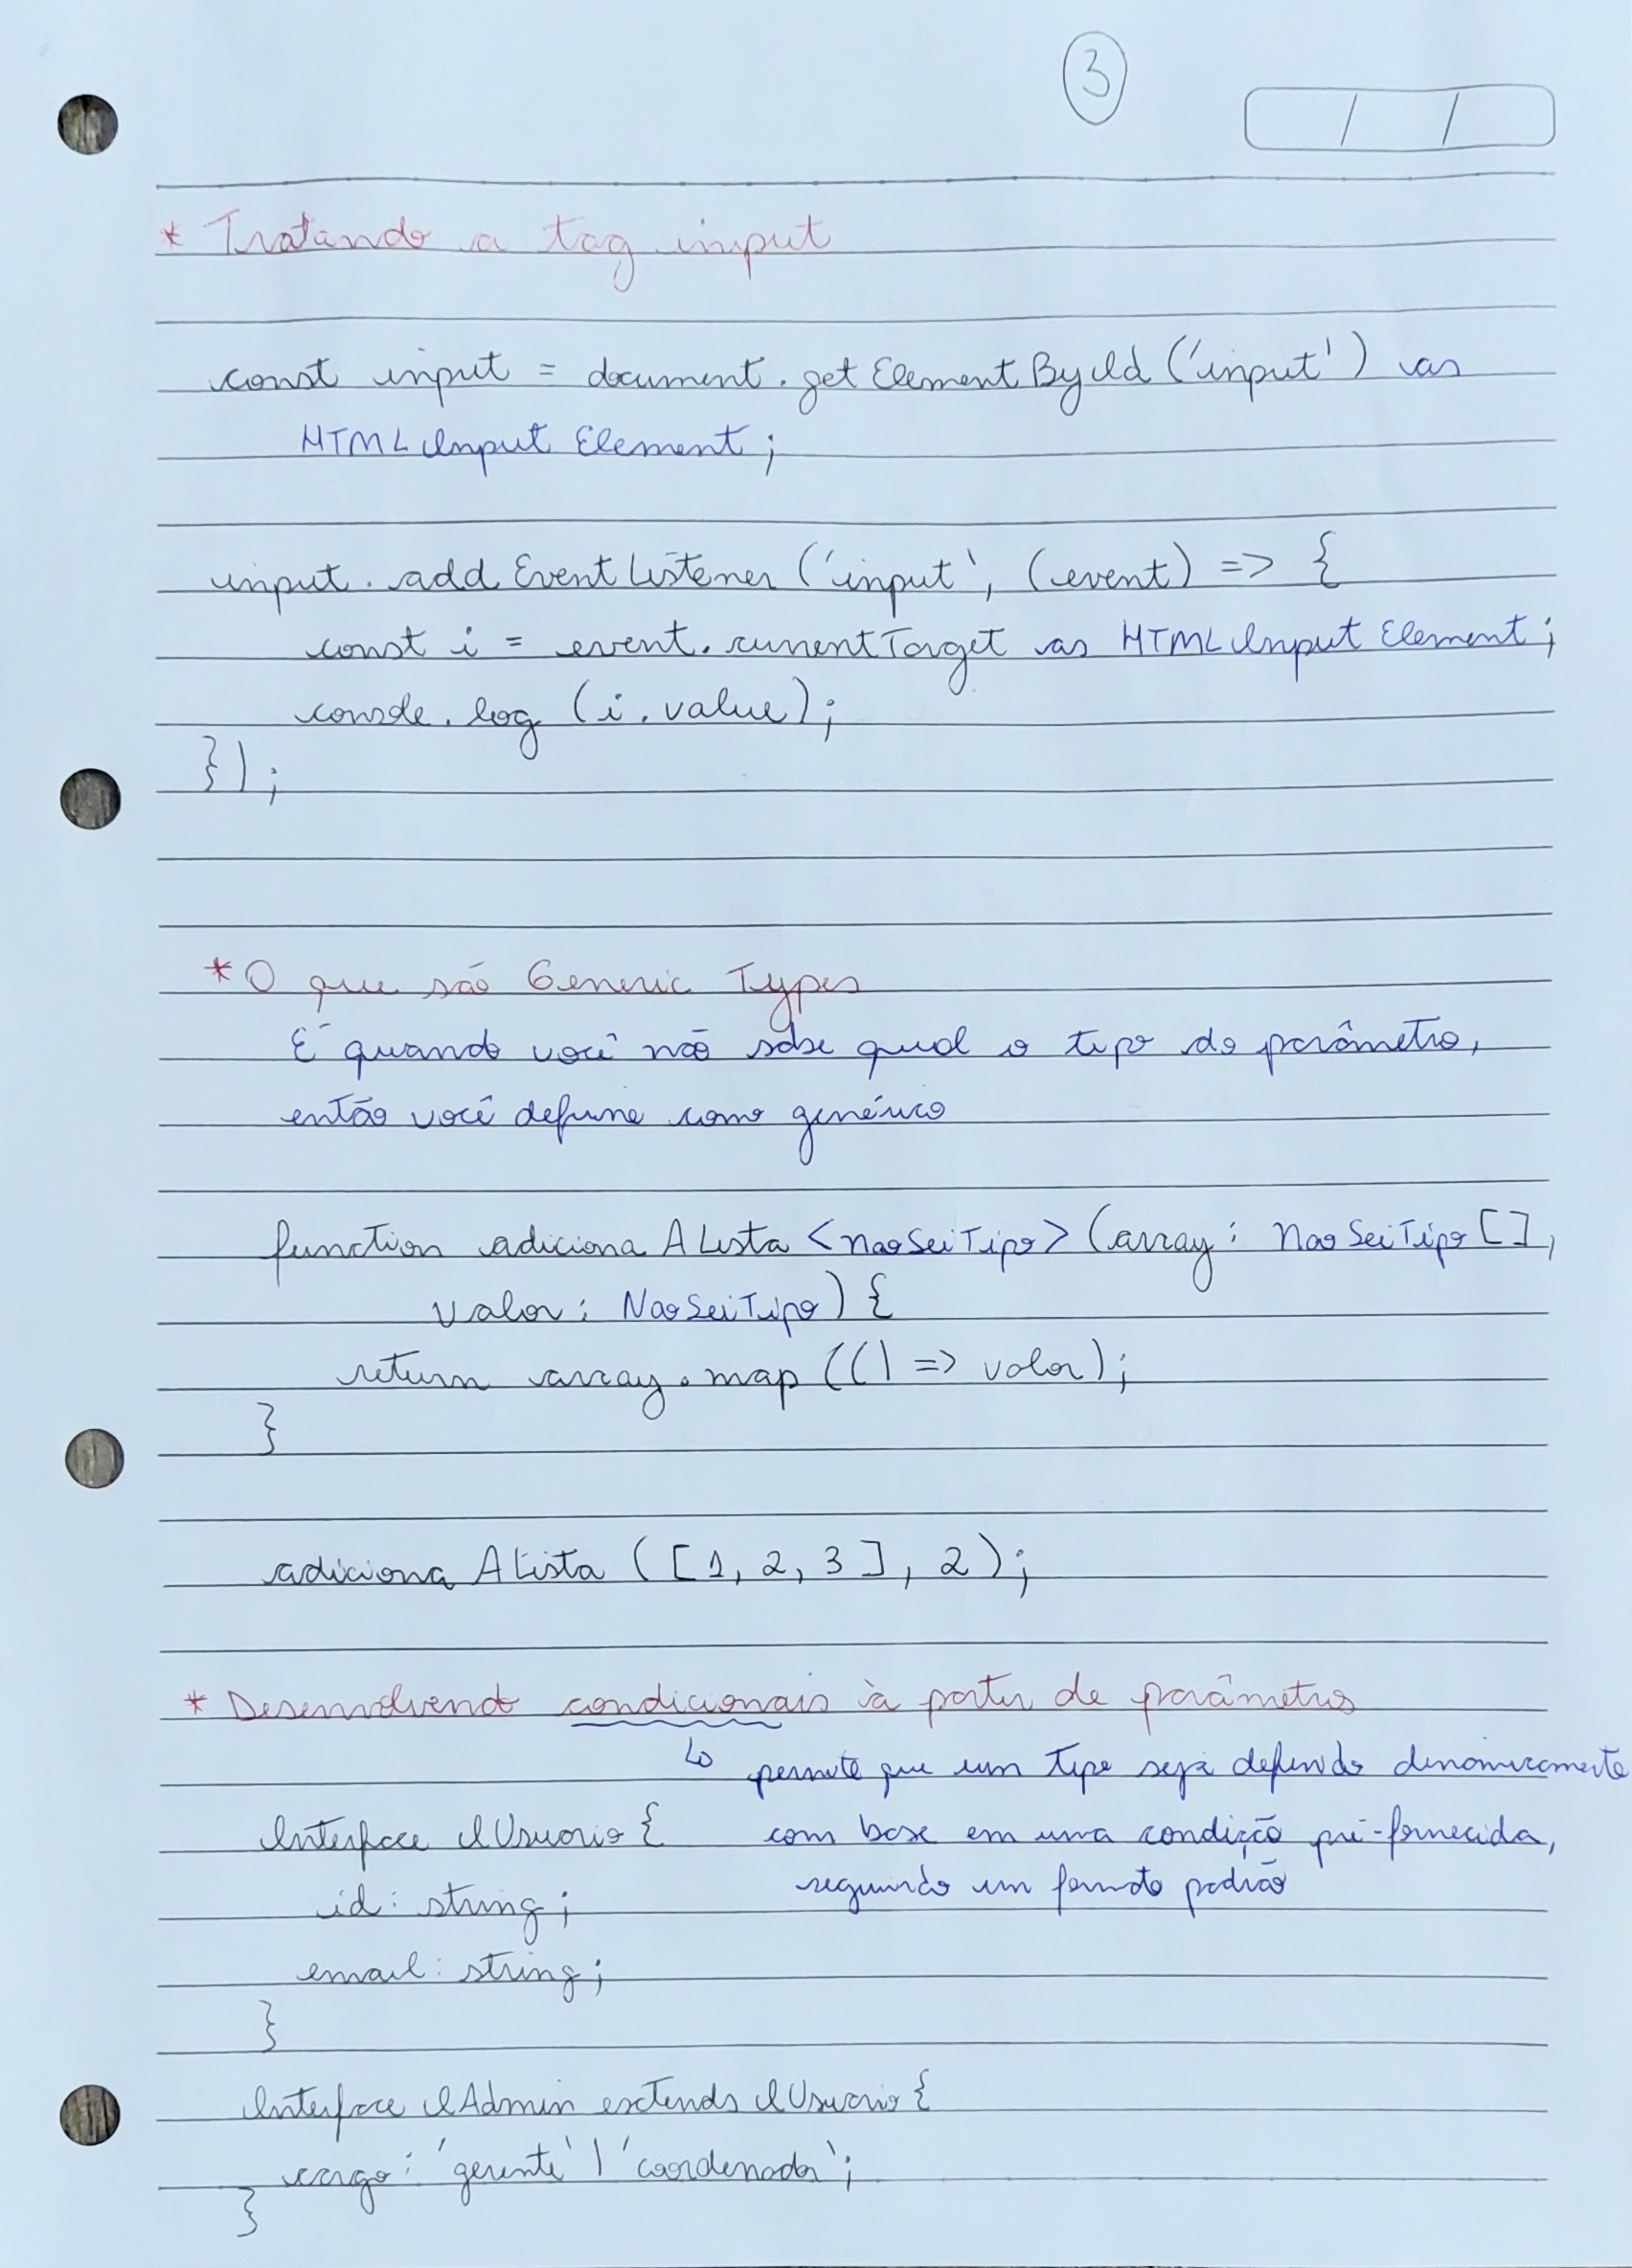 3
/ /
* Tratando a tag input
const input = document.getElementById('input') as
HTMLInputElement;
input.addEventListener('input', (event) => {
const i = event.currentTarget as HTMLInputElement;
console.log(i.value);
});
* O que são Generic Types
É quando você não sabe qual o tipo do parâmetro,
então você define como genérico
function adicionaALista<NaoSeiTipo>(array: NaoSeiTipo[],
valor: NaoSeiTipo) {
return array.map(() => valor);
}
adicionaALista([1, 2, 3], 2);
* Desenvolvendo condicionais à partir de parâmetros
↳ permite que um tipo seja definido dinamicamente
Interface IUsuario {
com base em uma condição pré-fornecida,
id: string;
seguindo um formato padrão
email: string;
}
Interface IAdmin extends IUsuario {
cargo: 'gerente' | 'coordenador';
}